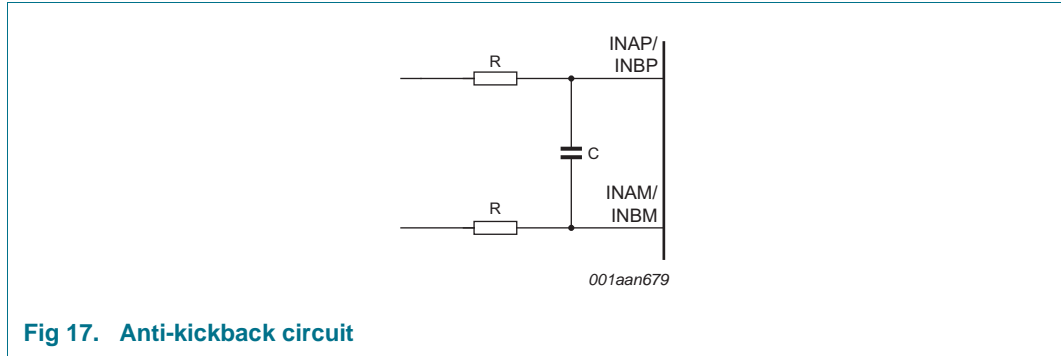 INAP/
INBP
R
C
INAM/
INBM
R
001aan679
Fig 17. Anti-kickback circuit